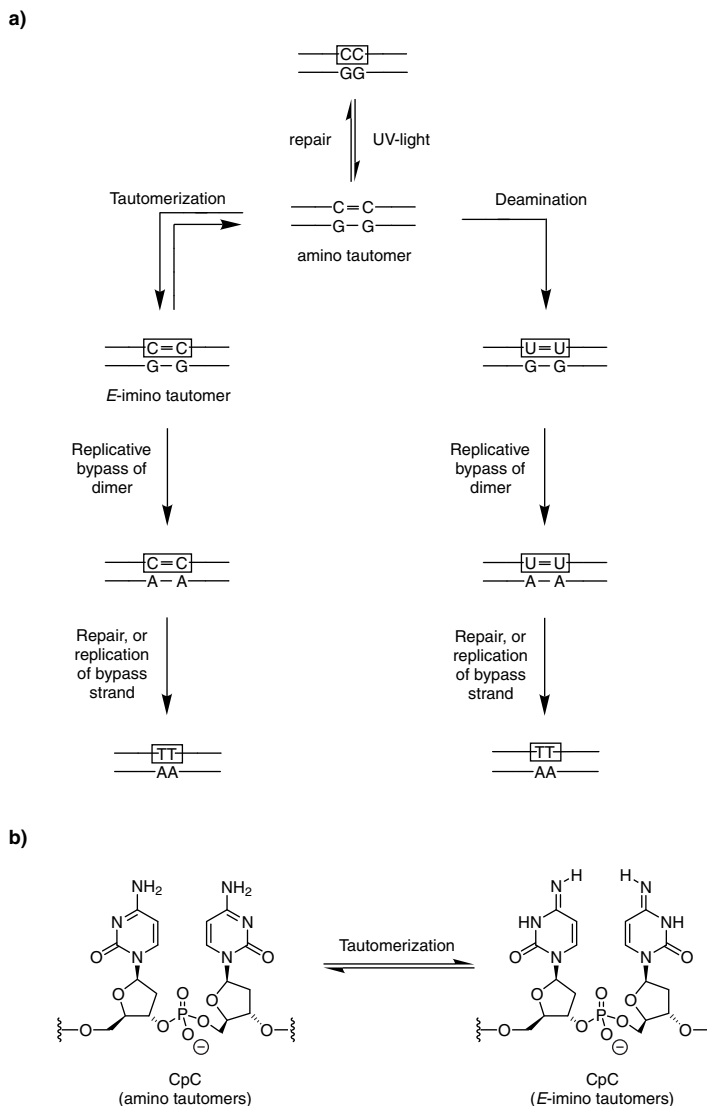 a)
CC
GG
repair
UV-light
Tautomerization
C=C
G-G
Deamination
amino tautomer
C=C
G-G
E-imino tautomer
U=U
G-G
Replicative
bypass of
dimer
Replicative
bypass of
dimer
C=C
A-A
U=U
A-A
Repair, or
replication
of bypass
strand
Repair, or
replication
of bypass
strand
TT
AA
TT
AA
b)
NH2
NH2
N
N
O
N
N
O
O
O
O
O
P
O
O
O
O
CpC
(amino tautomers)
Tautomerization
N
H
H
N
HN
NH
O
N
N
O
O
O
O
O
P
O
O
O
O
CpC
(E-imino tautomers)